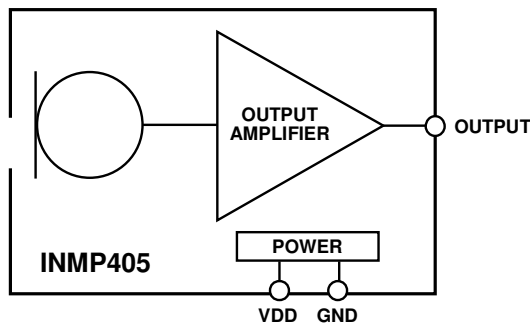 OUTPUT
AMPLIFIER
OUTPUT
POWER
INMP405
VDD GND